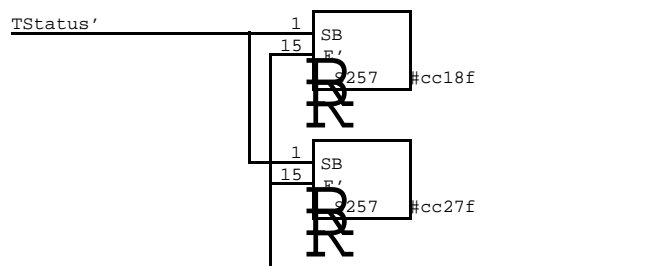 TStatus’ 1
SB
15
E’
R
S257 #cc18f
R
1
SB
15
E’
R
S257 #cc27f
R